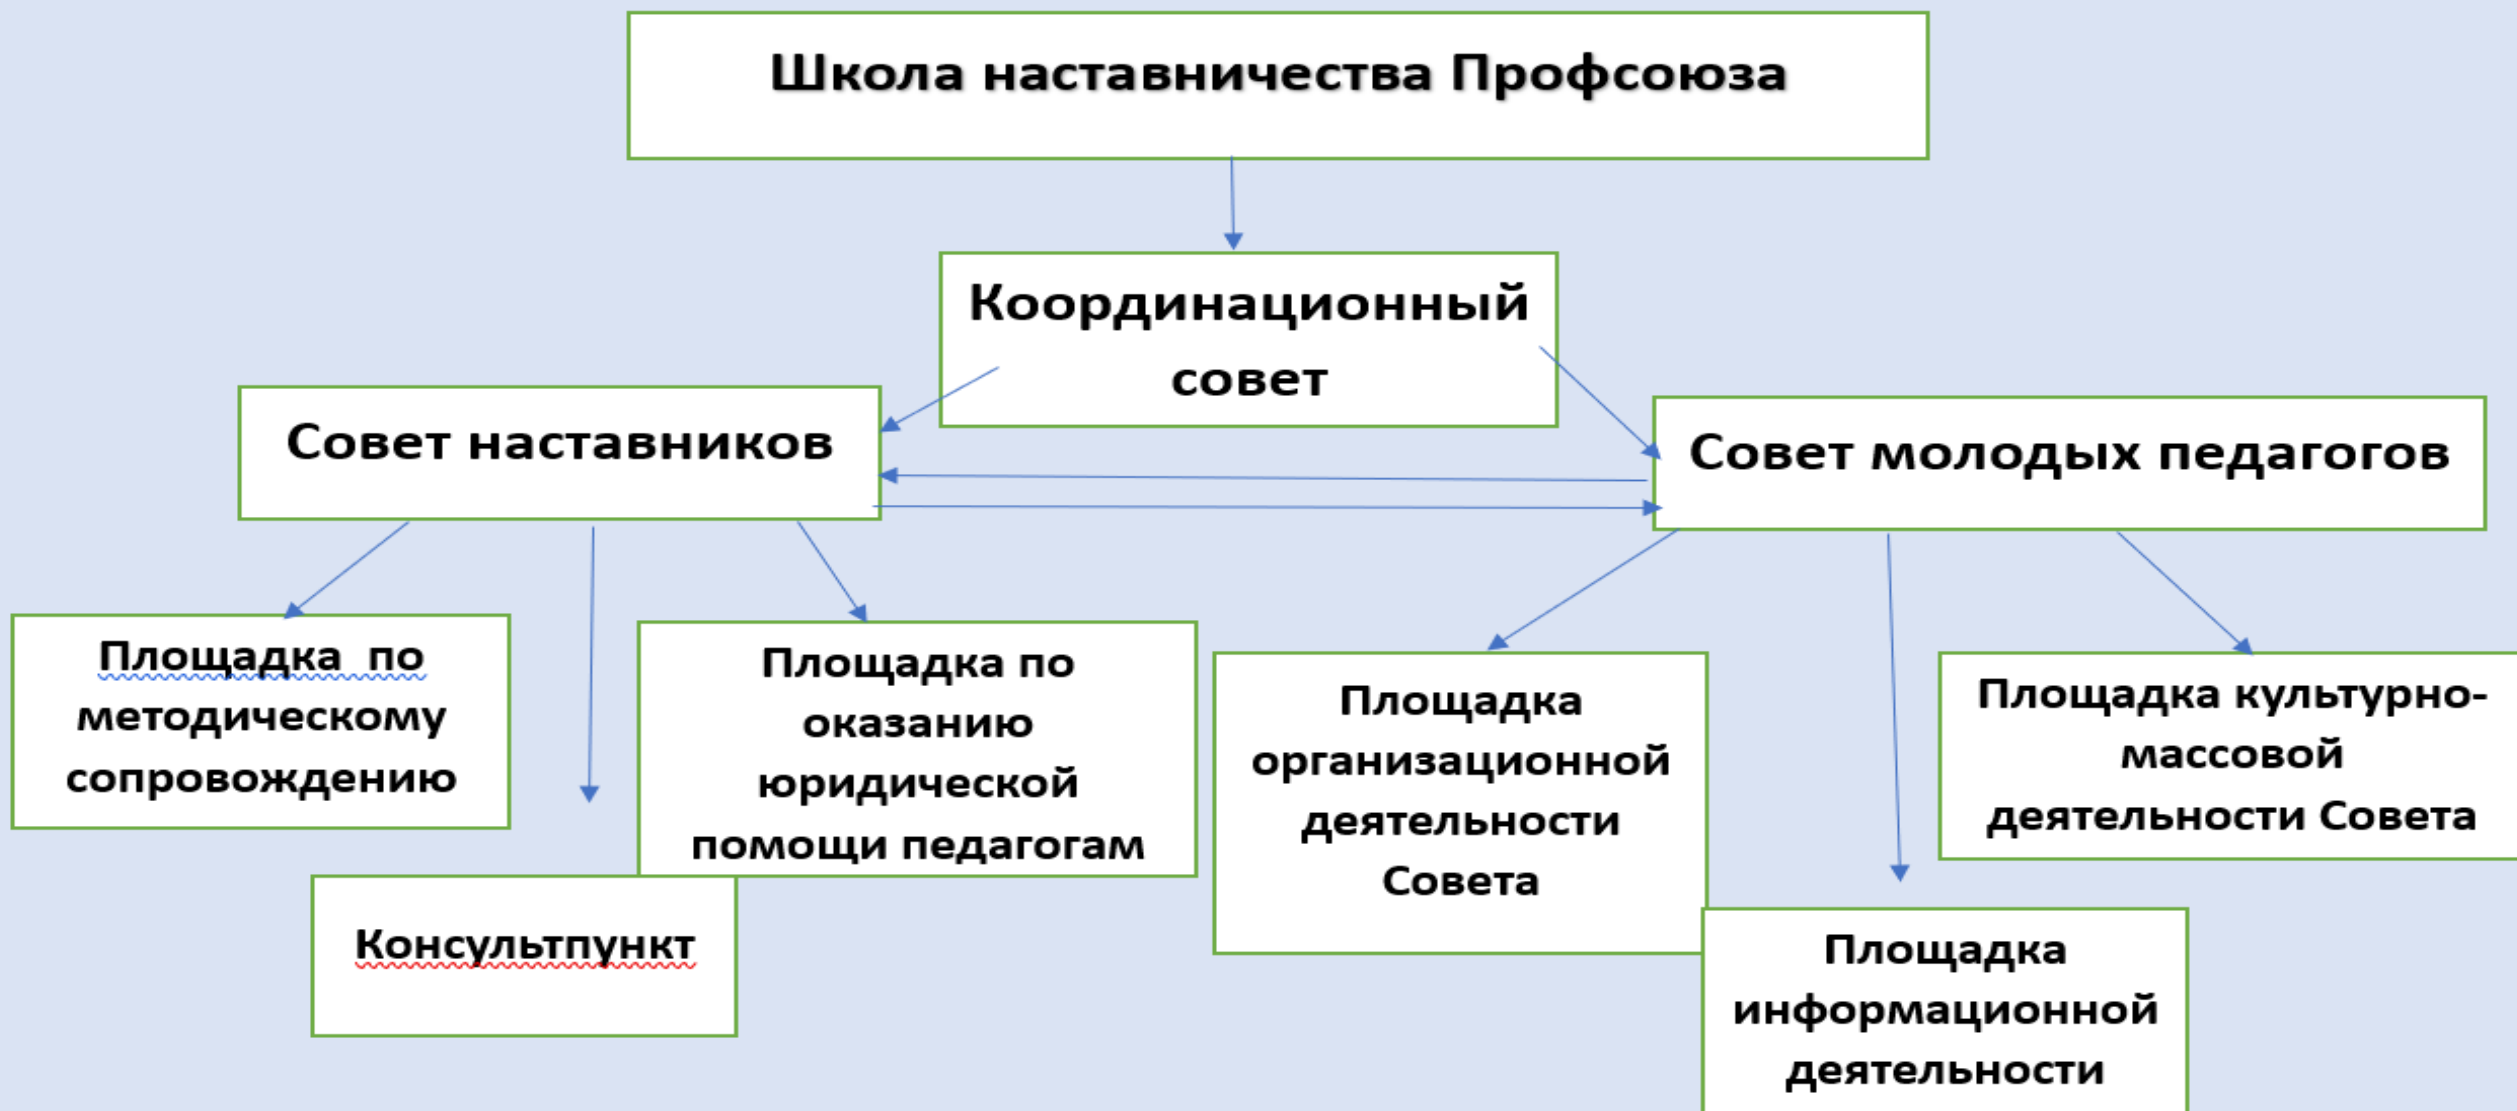 Школа наставничества Профсоюза
Координационный
совет
Совет наставников
Совет молодых педагогов
Площадка  по
методическому
сопровождению
Консультпункт
Площадка по
оказанию
юридической
помощи педагогам
Площадка
организационной
деятельности
Совета
Площадка
информационной
деятельности
Площадка культурно-
массовой
деятельности Совета